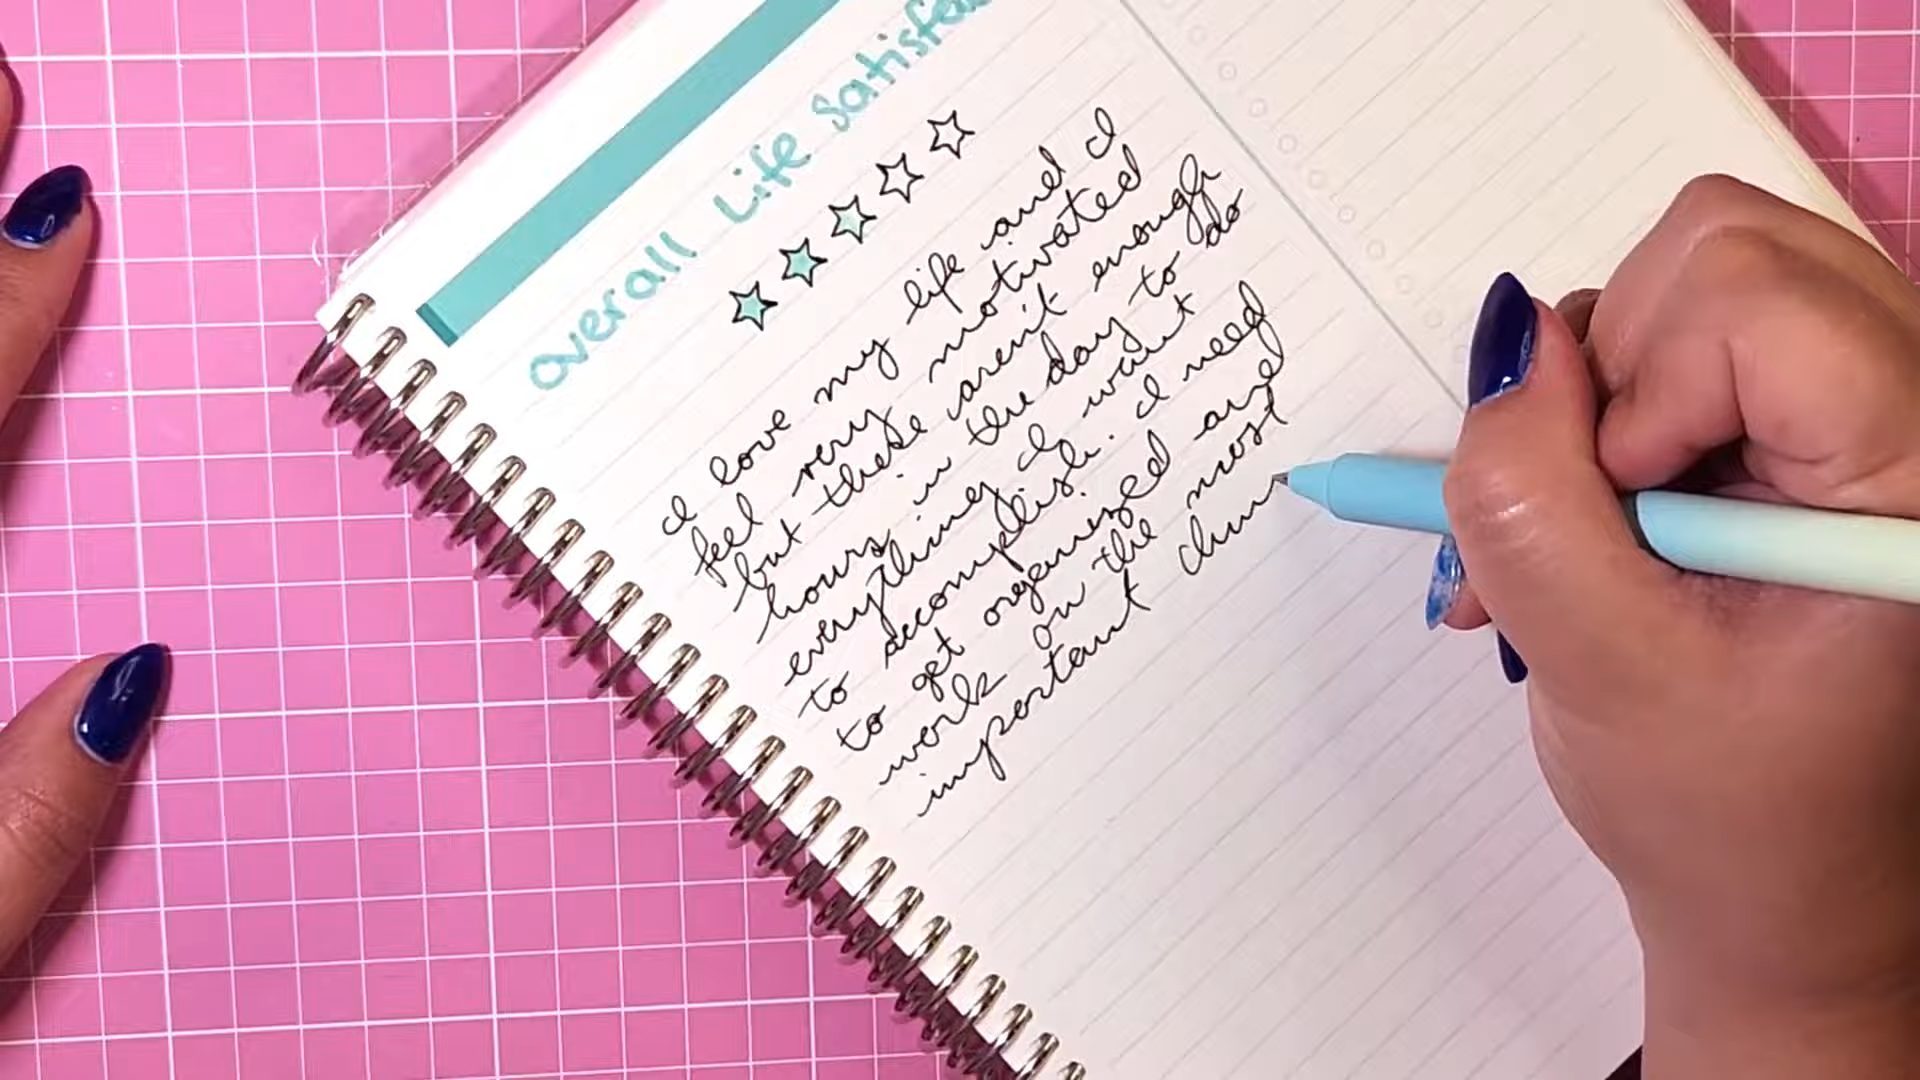 Overall Life Satisfa
I love my life and I
feel very motivated
but there aren't enough
hours in the day to do
everything I want
to accomplish. I need
to get organized and
work on the most
important